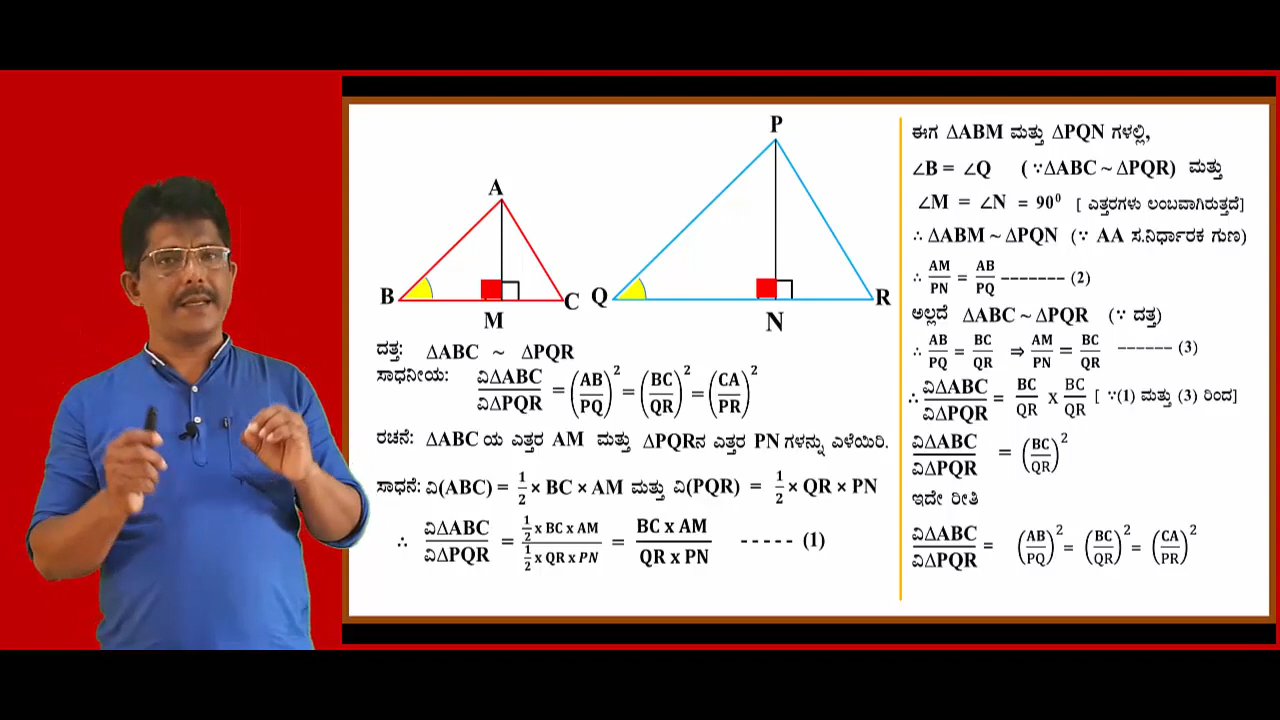 A
B
C
M
P
Q
R
N
ದತ್ತ: ΔABC ~ ΔPQR
ಸಾಧನೀಯ: ವಿΔABC/ವಿΔPQR = (AB/PQ)² = (BC/QR)² = (CA/PR)²
ರಚನೆ: ΔABC ಯ ಎತ್ತರ AM ಮತ್ತು ΔPQRನ ಎತ್ತರ PN ಗಳನ್ನು ಎಳೆಯಿರಿ.
ಸಾಧನೆ: ವಿ(ABC) = 1/2 × BC × AM ಮತ್ತು ವಿ(PQR) = 1/2 × QR × PN
∴ ವಿΔABC/ವಿΔPQR = (1/2 x BC x AM)/(1/2 x QR x PN) = (BC x AM)/(QR x PN) ----- (1)
ಈಗ ΔABM ಮತ್ತು ΔPQN ಗಳಲ್ಲಿ,
∠B = ∠Q (∵ΔABC ~ ΔPQR) ಮತ್ತು
∠M = ∠N = 90⁰ [ ಎತ್ತರಗಳು ಲಂಬವಾಗಿರುತ್ತದೆ]
∴ ΔABM ~ ΔPQN (∵ AA ಸ.ನಿರ್ಧಾರಕ ಗುಣ)
∴ AM/PN = AB/PQ ------- (2)
ಅಲ್ಲದೆ ΔABC ~ ΔPQR (∵ ದತ್ತ)
∴ AB/PQ = BC/QR ⇒ AM/PN = BC/QR ------ (3)
∴ ವಿΔABC/ವಿΔPQR = BC/QR x BC/QR [ ∵(1) ಮತ್ತು (3) ರಿಂದ]
ವಿΔABC/ವಿΔPQR = (BC/QR)²
ಇದೇ ರೀತಿ
ವಿΔABC/ವಿΔPQR = (AB/PQ)² = (BC/QR)² = (CA/PR)²